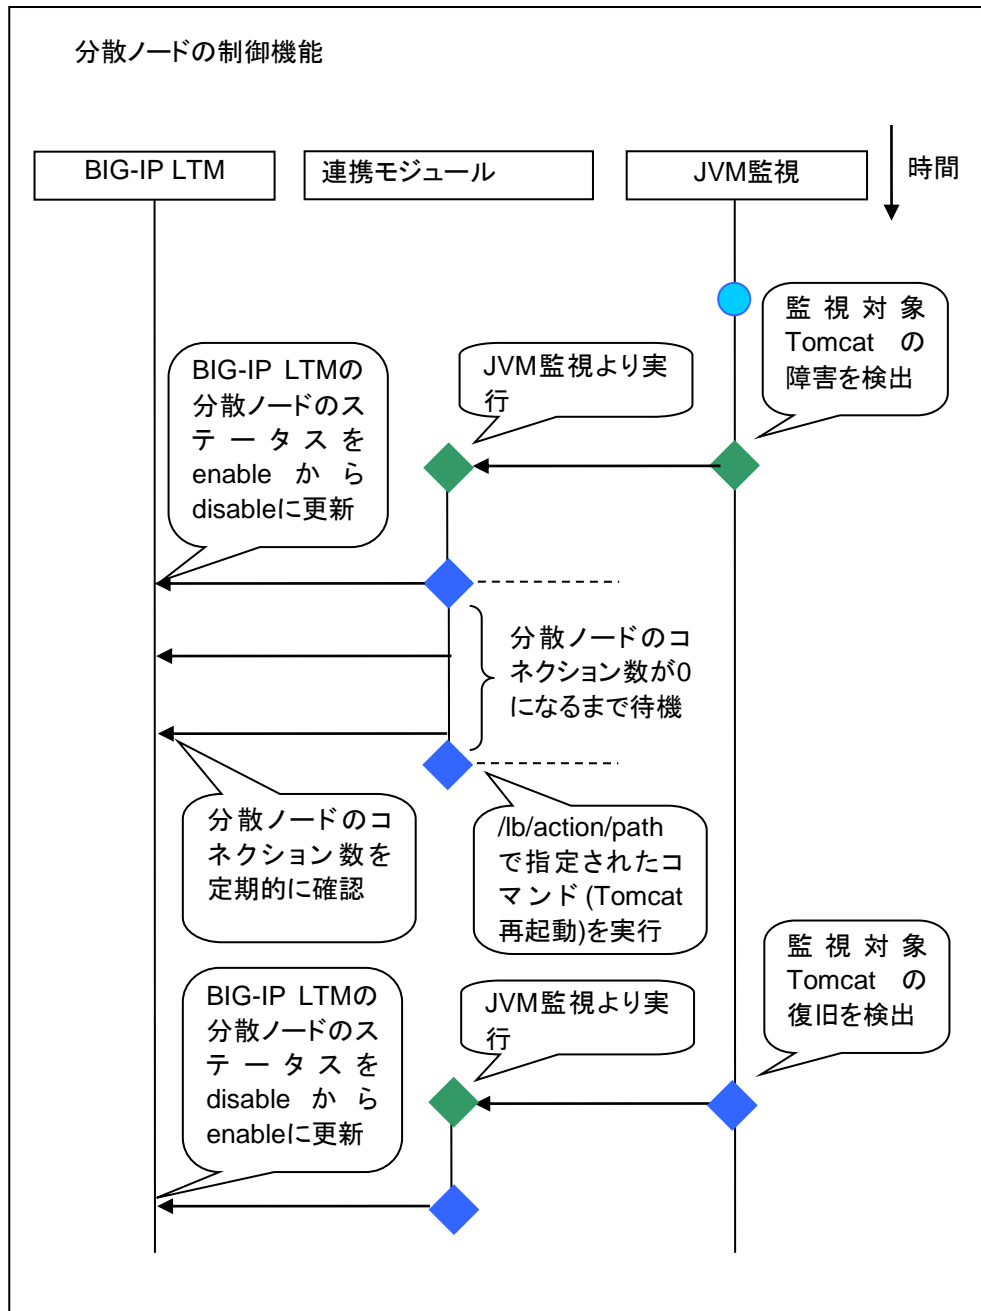 分散ノードの制御機能
BIG-IP LTM
連携モジュール
JVM監視
時間
監視対象
Tomcat の
障害を検出
JVM監視より実
行
BIG-IP LTMの
分散ノードのス
テータスを
enable から
disableに更新
分散ノードのコ
ネクション数が0
になるまで待機
分散ノードのコ
ネクション数を
定期的に確認
/lb/action/path
で指定されたコ
マンド(Tomcat
再起動)を実行
監視対象
Tomcat の
復旧を検出
JVM監視より実
行
BIG-IP LTMの
分散ノードのス
テータスを
disable から
enableに更新